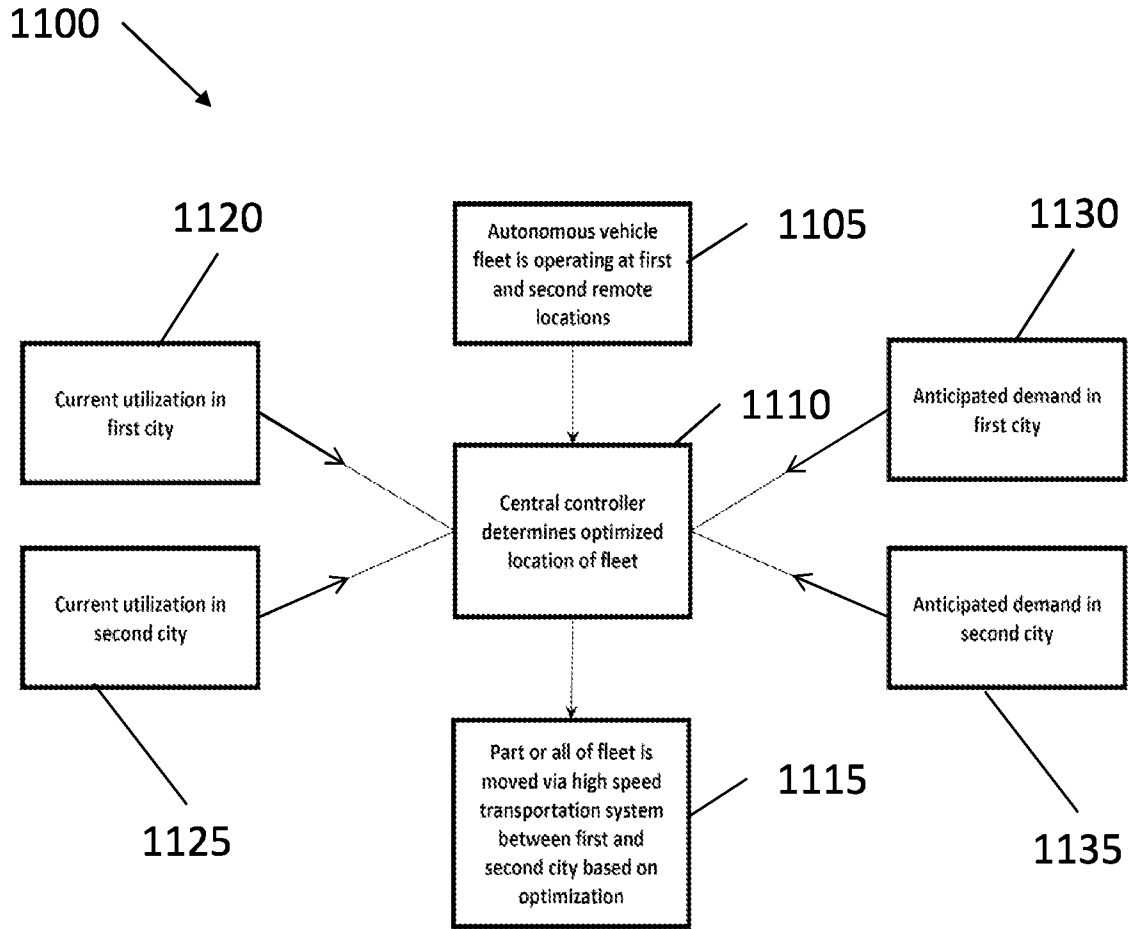 1100
1120
1105
1130
Autonomous vehicle
fleet is operating at first
and second remote
locations
Current utilization in
first city
1110
Anticipated demand in
first city
Central controller
determines optimized
location of fleet
Current utilization in
second city
Anticipated demand in
second city
Part or all of fleet is
moved via high speed
transportation system
between first and
second city based on
optimization
1115
1125
1135